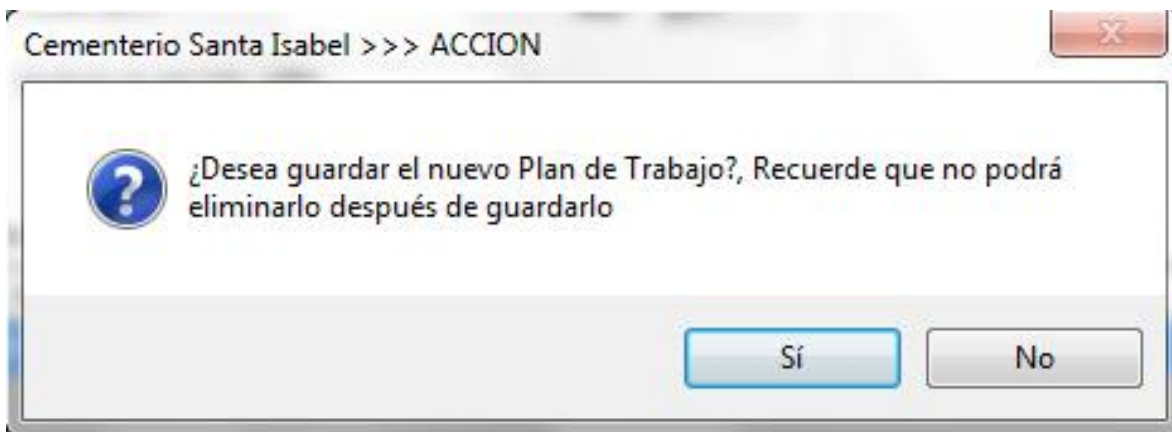 Cementerio Santa Isabel >>> ACCION
¿Desea guardar el nuevo Plan de Trabajo?, Recuerde que no podrá
eliminarlo después de guardarlo
Sí
No